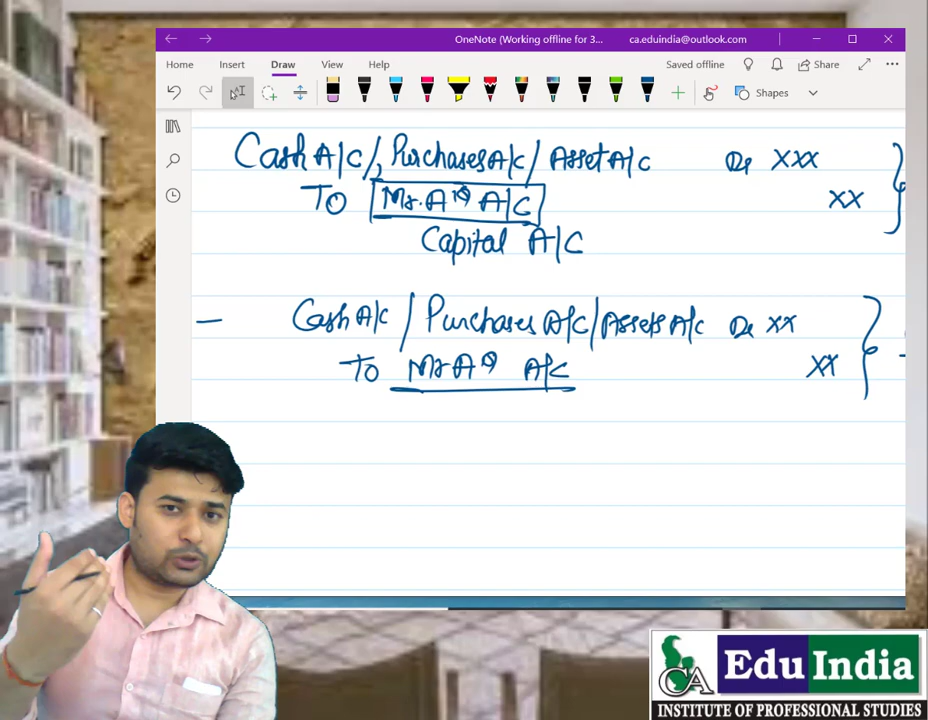 OneNote (Working offline for 3... ca.eduindia@outlook.com
Home Insert Draw View Help Saved offline Share
Shapes
Cash A/C/, Purchases A/C/ Asset A/C Dr XXX
To Mr. A's A/C XX
Capital A/C
– Cash A/c / Purchases A/C/Assets A/c Dr XX
To Mr A's A/C XX
CA
Edu India
INSTITUTE OF PROFESSIONAL STUDIES